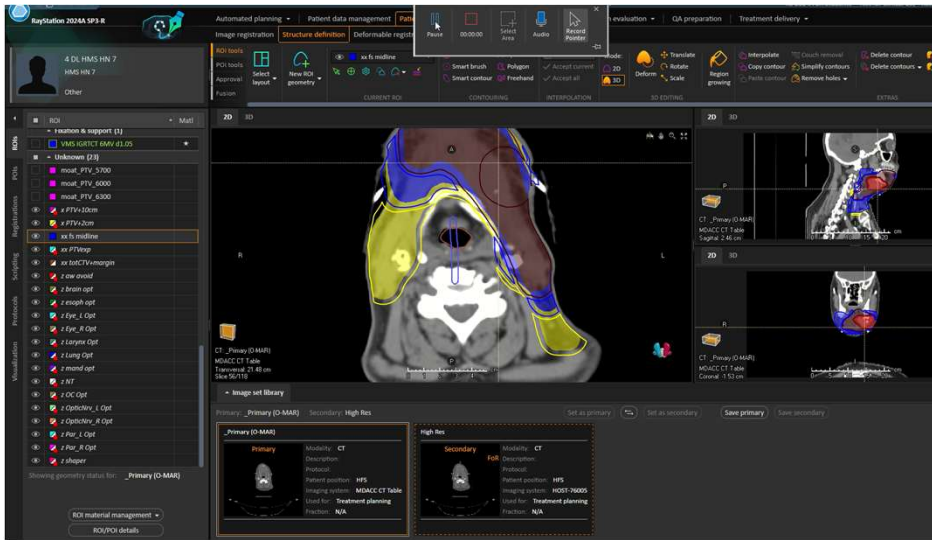 RayStation 2024A SP3-R
Automated planning
Patient data management
evaluation
QA preparation
Treatment delivery
Image registration
Structure definition
Pause
00:00:00
Select Area
Audio
Record Pointer
4 DL HMS HN 7
HMS HN 7
Other
ROI tools
POI tools
Approval
Fusion
Select layout
New ROI geometry
xx fs midline
CURRENT ROI
Smart brush
Polygon
Smart contour
Freehand
CONTOURING
Accept current
Accept all
INTERPOLATION
2D
3D
Deform
Translate
Rotate
Scale
3D EDITING
Region growing
Interpolate
Copy contour
Paste contour
Couch removal
Simplify contours
Remove holes
Delete contour
Delete contours
EXTRAS
ROIs
POIs
Registrations
Scripting
Protocols
Visualization
ROI
Matl
Fixation & support (1)
VMS IGRTCT 6MV d1.05
Unknown (23)
moat_PTV_5700
moat_PTV_6000
moat_PTV_6300
x PTV+10cm
x PTV+2cm
xx fs midline
xx PTVexp
xx totCTV+margin
z aw avoid
z brain opt
z esoph opt
z Eye_L Opt
z Eye_R Opt
z Larynx Opt
z Lung Opt
z mand opt
z NT
z OC Opt
z OpticNrv_L Opt
z OpticNrv_R Opt
z Par_L Opt
z Par_R Opt
z shaper
Showing geometry status for: _Primary (O-MAR)
ROI material management
ROI/POI details
2D 3D
A
R
L
P
CT: _Primary (O-MAR)
MDACC CT Table
Transversal: 21.48 cm
Slice 56/118
2D 3D
CT: _Primary (O-MAR)
MDACC CT Table
Sagittal: 2.46 cm
2D 3D
CT: _Primary (O-MAR)
MDACC CT Table
Coronal: -1.53 cm
Image set library
Primary: _Primary (O-MAR) Secondary: High Res
Set as primary
Set as secondary
Save primary
Save secondary
_Primary (O-MAR)
Primary
Modality: CT
Description:
Protocol:
Patient position: HFS
Imaging system: MDACC CT Table
Used for: Treatment planning
Fraction: N/A
High Res
Secondary
FoR
Modality: CT
Description:
Protocol:
Patient position: HFS
Imaging system: HOST-76005
Used for: Treatment planning
Fraction: N/A